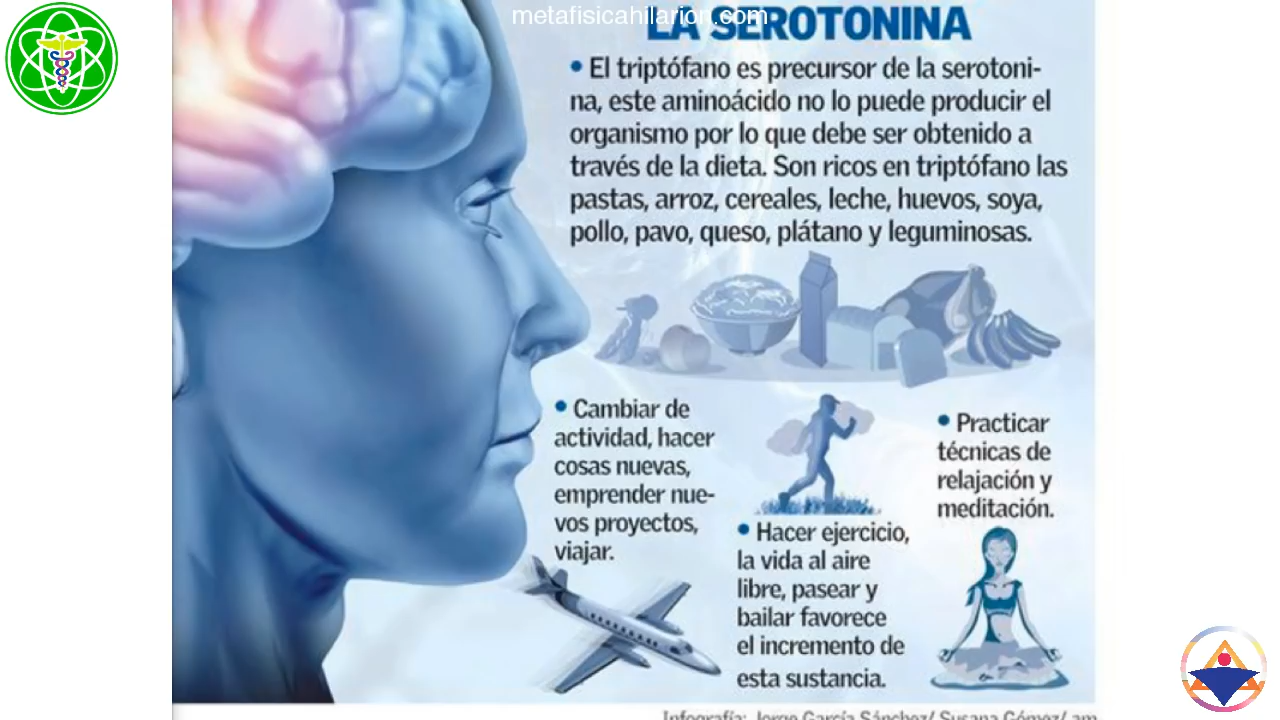 metafisicahilarion.com
LA SEROTONINA
• El triptófano es precursor de la serotoni-
na, este aminoácido no lo puede producir el
organismo por lo que debe ser obtenido a
través de la dieta. Son ricos en triptófano las
pastas, arroz, cereales, leche, huevos, soya,
pollo, pavo, queso, plátano y leguminosas.
• Cambiar de
actividad, hacer
cosas nuevas,
emprender nue-
vos proyectos,
viajar.
• Hacer ejercicio,
la vida al aire
libre, pasear y
bailar favorece
el incremento de
esta sustancia.
• Practicar
técnicas de
relajación y
meditación.
Infografía: Jorge García Sánchez/ Susana Gómez/ am